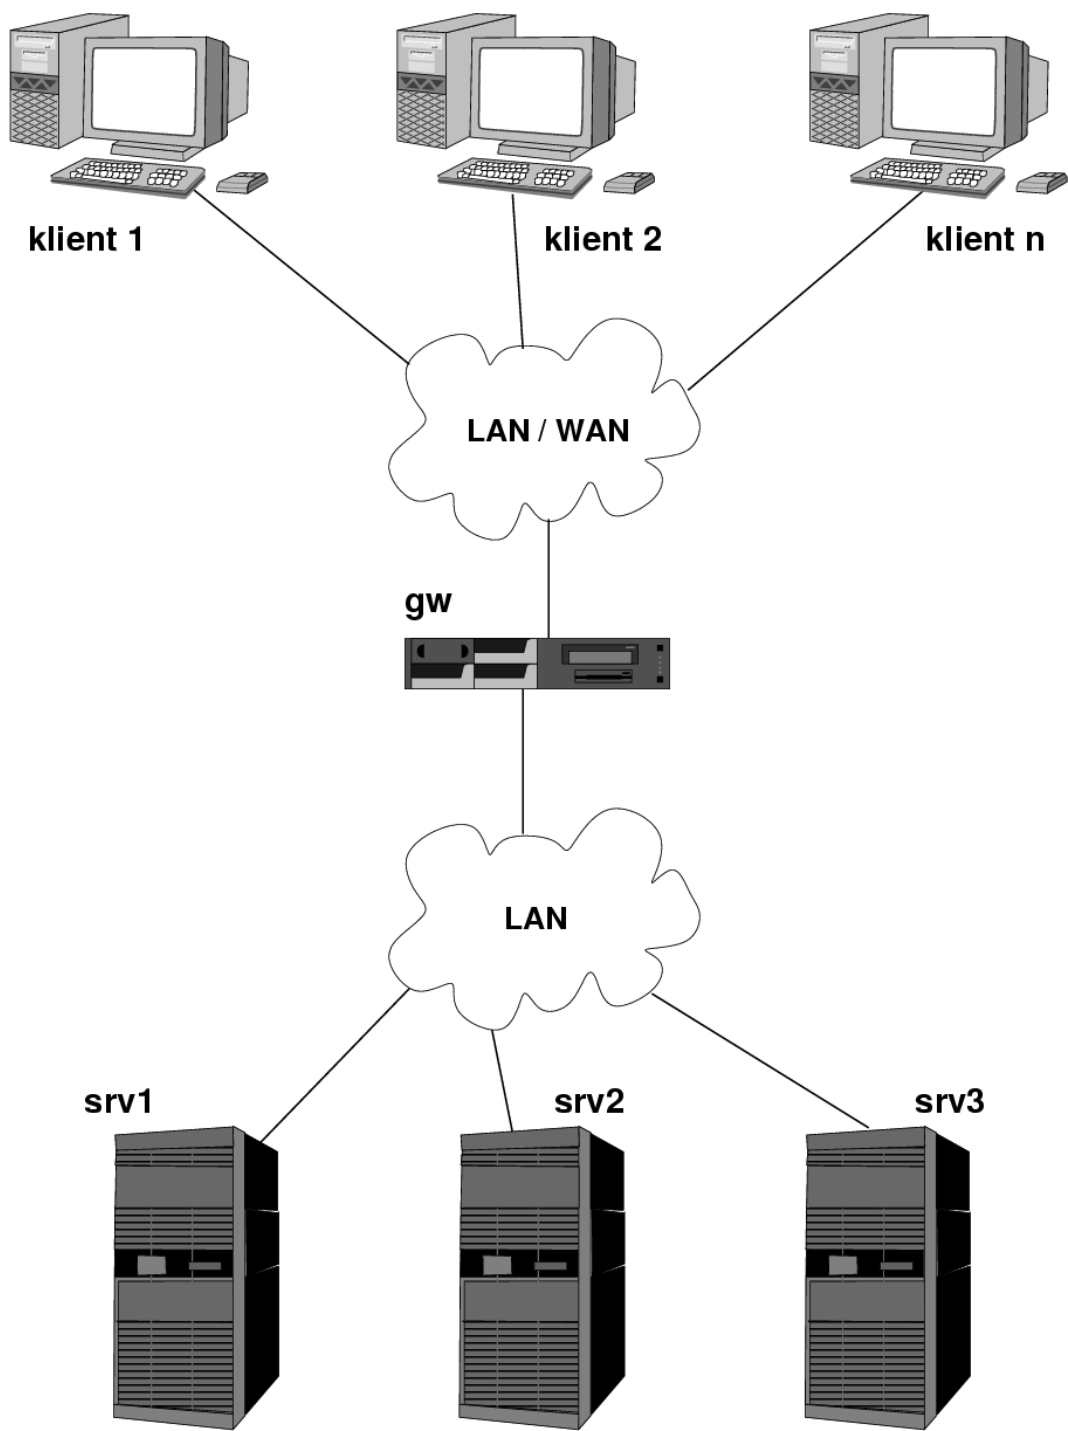 klient 1
klient 2
klient n
LAN / WAN
gw
LAN
srv1
srv2
srv3